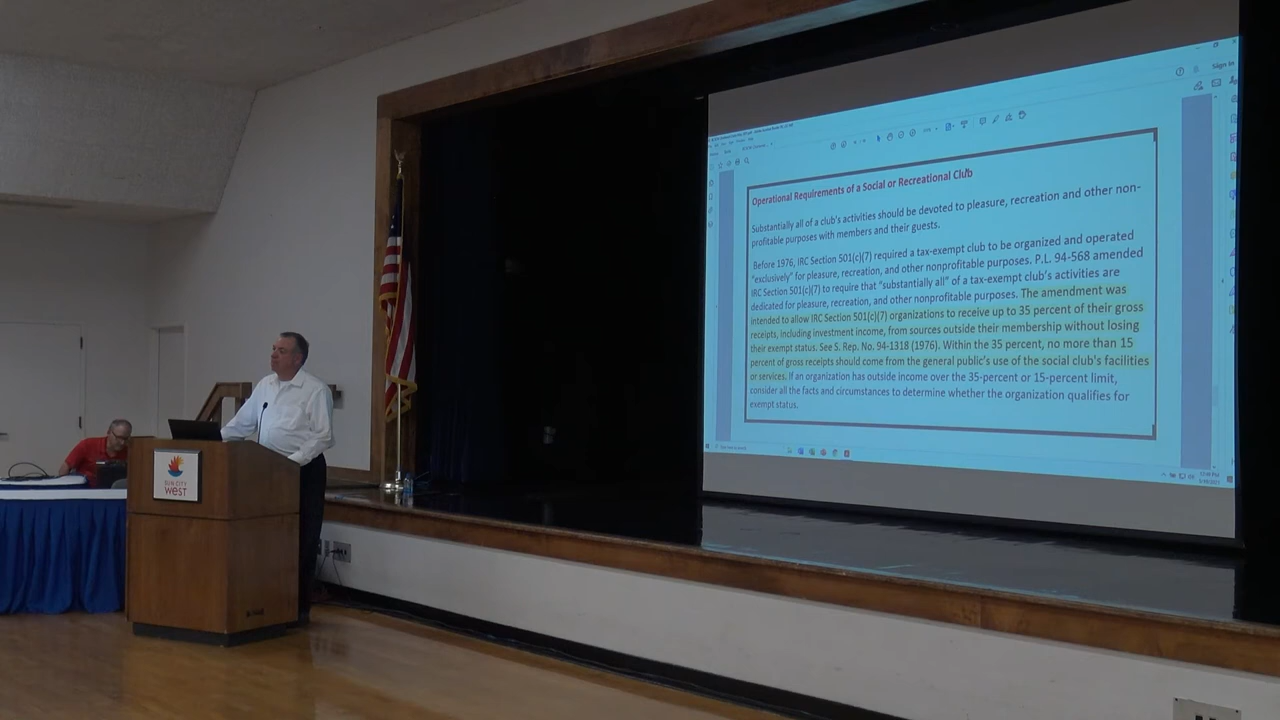 Sign In
Operational Requirements of a Social or Recreational Club
Substantially all of a club's activities should be devoted to pleasure, recreation and other non-
profitable purposes with members and their guests.
Before 1976, IRC Section 501(c)(7) required a tax-exempt club to be organized and operated
"exclusively" for pleasure, recreation, and other nonprofitable purposes. P.L. 94-568 amended
IRC Section 501(c)(7) to require that "substantially all" of a tax-exempt club's activities are
dedicated for pleasure, recreation, and other nonprofitable purposes. The amendment was
intended to allow IRC Section 501(c)(7) organizations to receive up to 35 percent of their gross
receipts, including investment income, from sources outside their membership without losing
their exempt status. See S. Rep. No. 94-1318 (1976). Within the 35 percent, no more than 15
percent of gross receipts should come from the general public's use of the social club's facilities
or services. If an organization has outside income over the 35-percent or 15-percent limit,
consider all the facts and circumstances to determine whether the organization qualifies for
exempt status.
SUN CITY
WEST